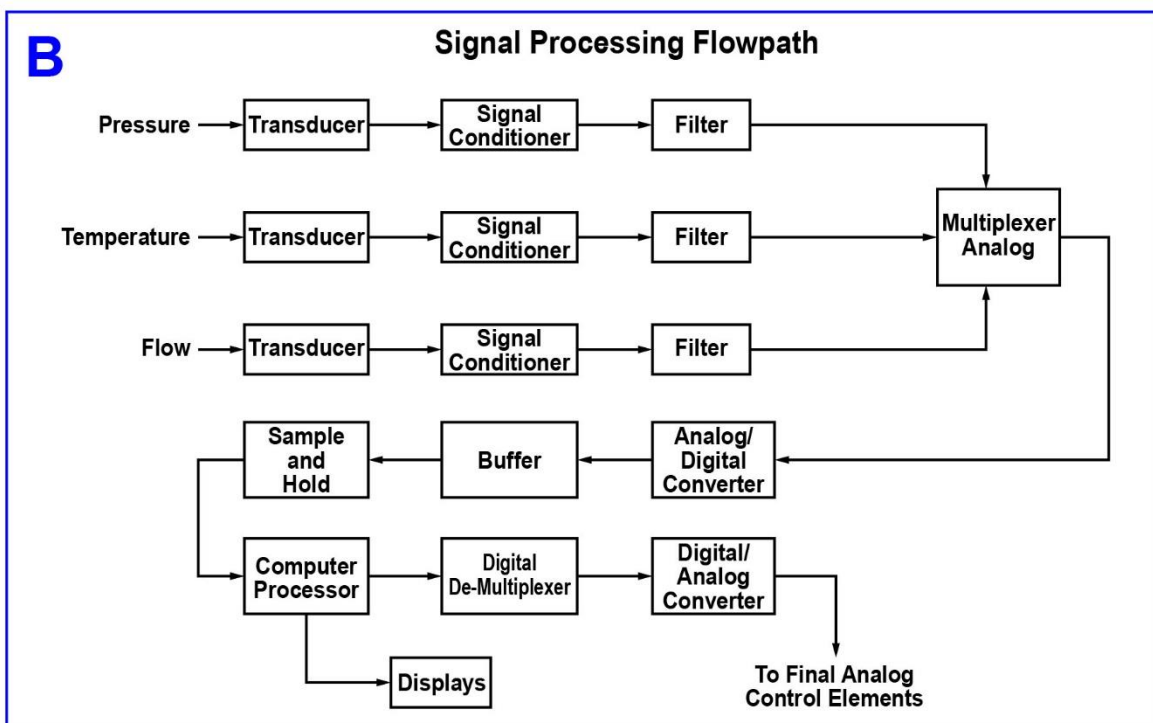 B
Signal Processing Flowpath
Pressure
Transducer
Signal
Conditioner
Filter
Temperature
Transducer
Signal
Conditioner
Filter
Multiplexer
Analog
Flow
Transducer
Signal
Conditioner
Filter
Sample
and
Hold
Buffer
Analog/
Digital
Converter
Computer
Processor
Digital
De-Multiplexer
Digital/
Analog
Converter
Displays
To Final Analog
Control Elements